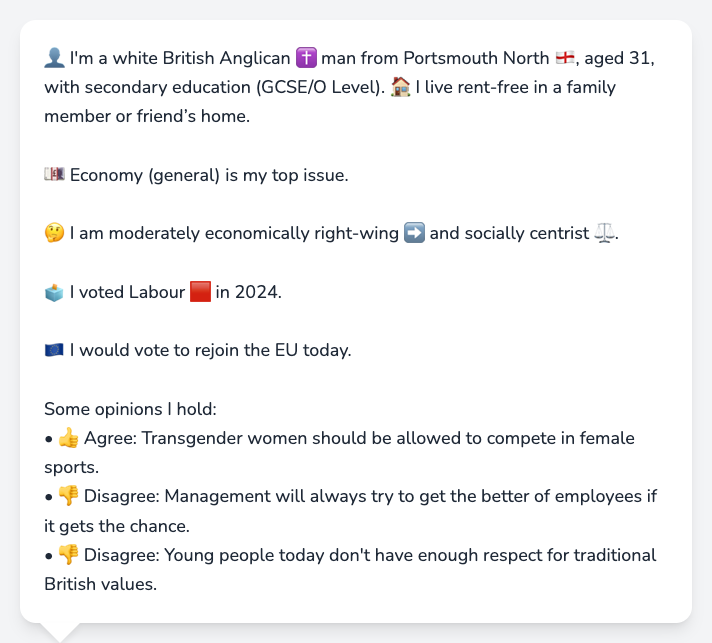 👤 I'm a white British Anglican ✝️ man from Portsmouth North 🏴󠁧󠁢󠁥󠁮󠁧󠁿, aged 31,
with secondary education (GCSE/O Level). 🏠 I live rent-free in a family
member or friend’s home.
💷 Economy (general) is my top issue.
🤔 I am moderately economically right-wing ➡️ and socially centrist ⚖️.
🗳️ I voted Labour 🟥 in 2024.
🇪🇺 I would vote to rejoin the EU today.
Some opinions I hold:
• 👍 Agree: Transgender women should be allowed to compete in female
sports.
• 👎 Disagree: Management will always try to get the better of employees if
it gets the chance.
• 👎 Disagree: Young people today don't have enough respect for traditional
British values.